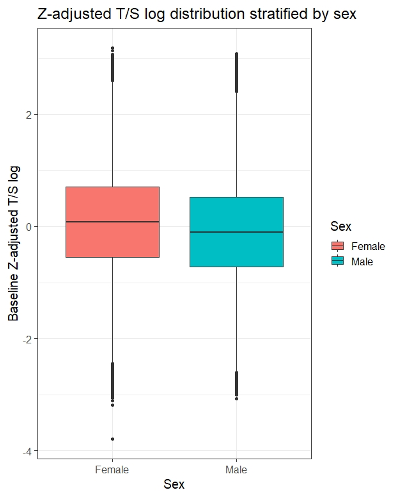 Z-adjusted T/S log distribution stratified by sex
Baseline Z-adjusted T/S log
2
0
-2
-4
Female
Male
Sex
Sex
Female
Male